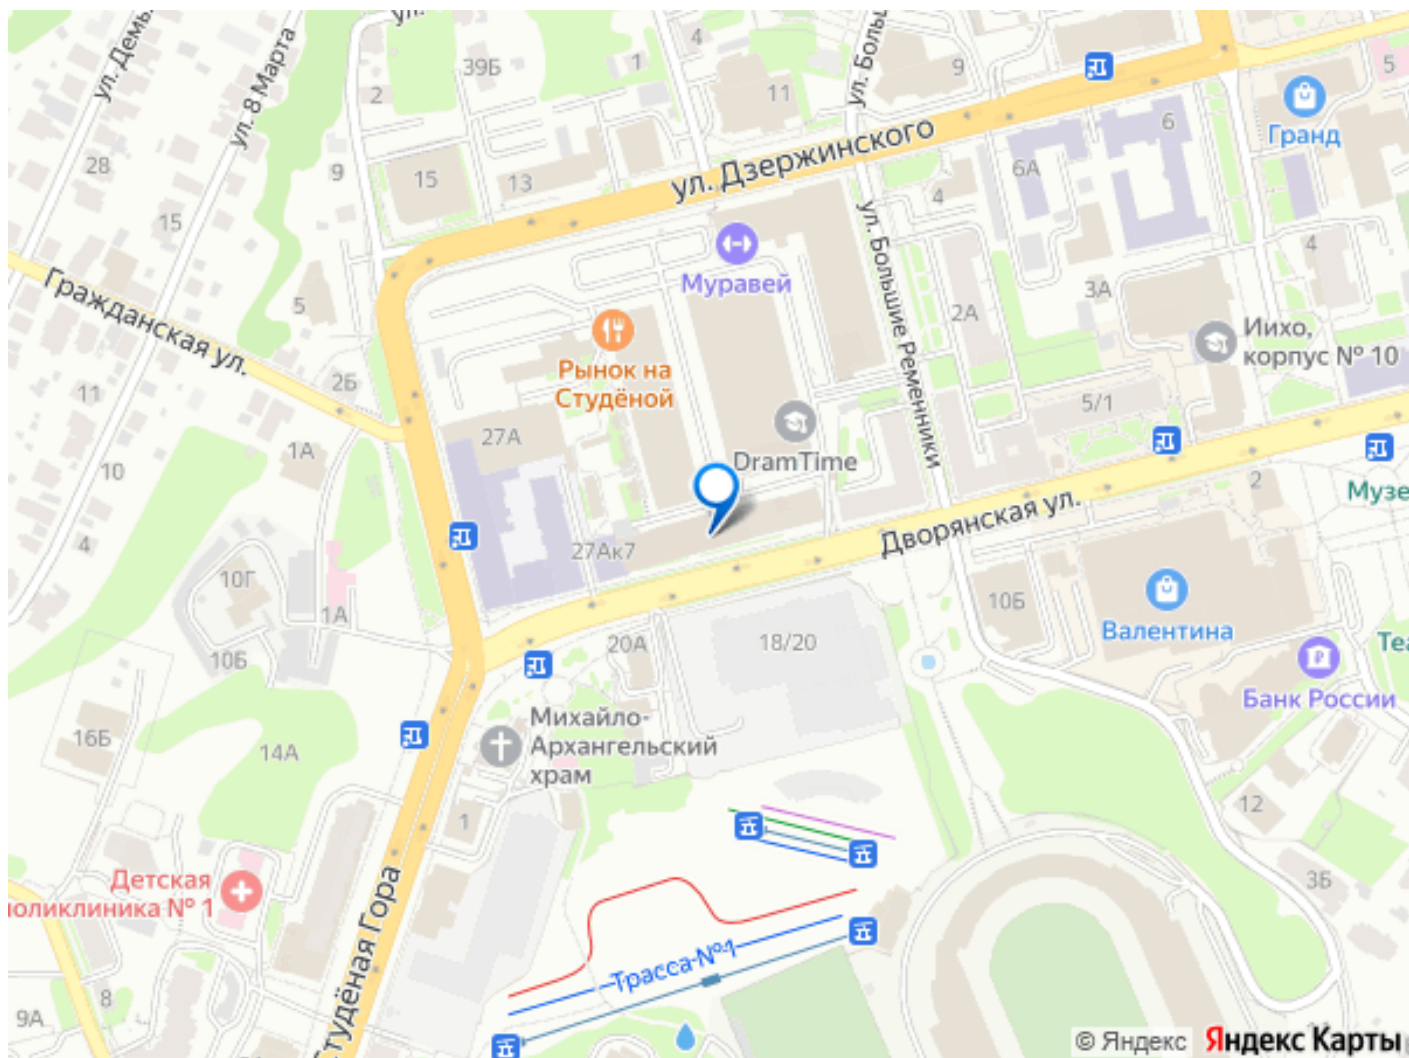 ул.
ул. Демь
ул. 8 Марта
39Б
4
1
ул. Боль
9
5
2
11
Гранд
28
9
15
13
ул. Дзержинского
6
6А
4
15
ул. Большие Ременники
4
Муравей
Гражданская ул.
5
3А
2А
Иихо,
корпус № 10
Рынок на
Студёной
2Б
11
5/1
27А
1А
DramTime
10
2
Музе
Дворянская ул.
4
27Ак7
10Г
10Б
1А
Валентина
20А
18/20
Теа
10Б
Банк России
16Б
14А
Михайло-
Архангельский
храм
12
1
Детская
поликлиника № 1
3Б
Студёная Гора
Трасса №1
8
9А
© Яндекс
Яндекс Карты